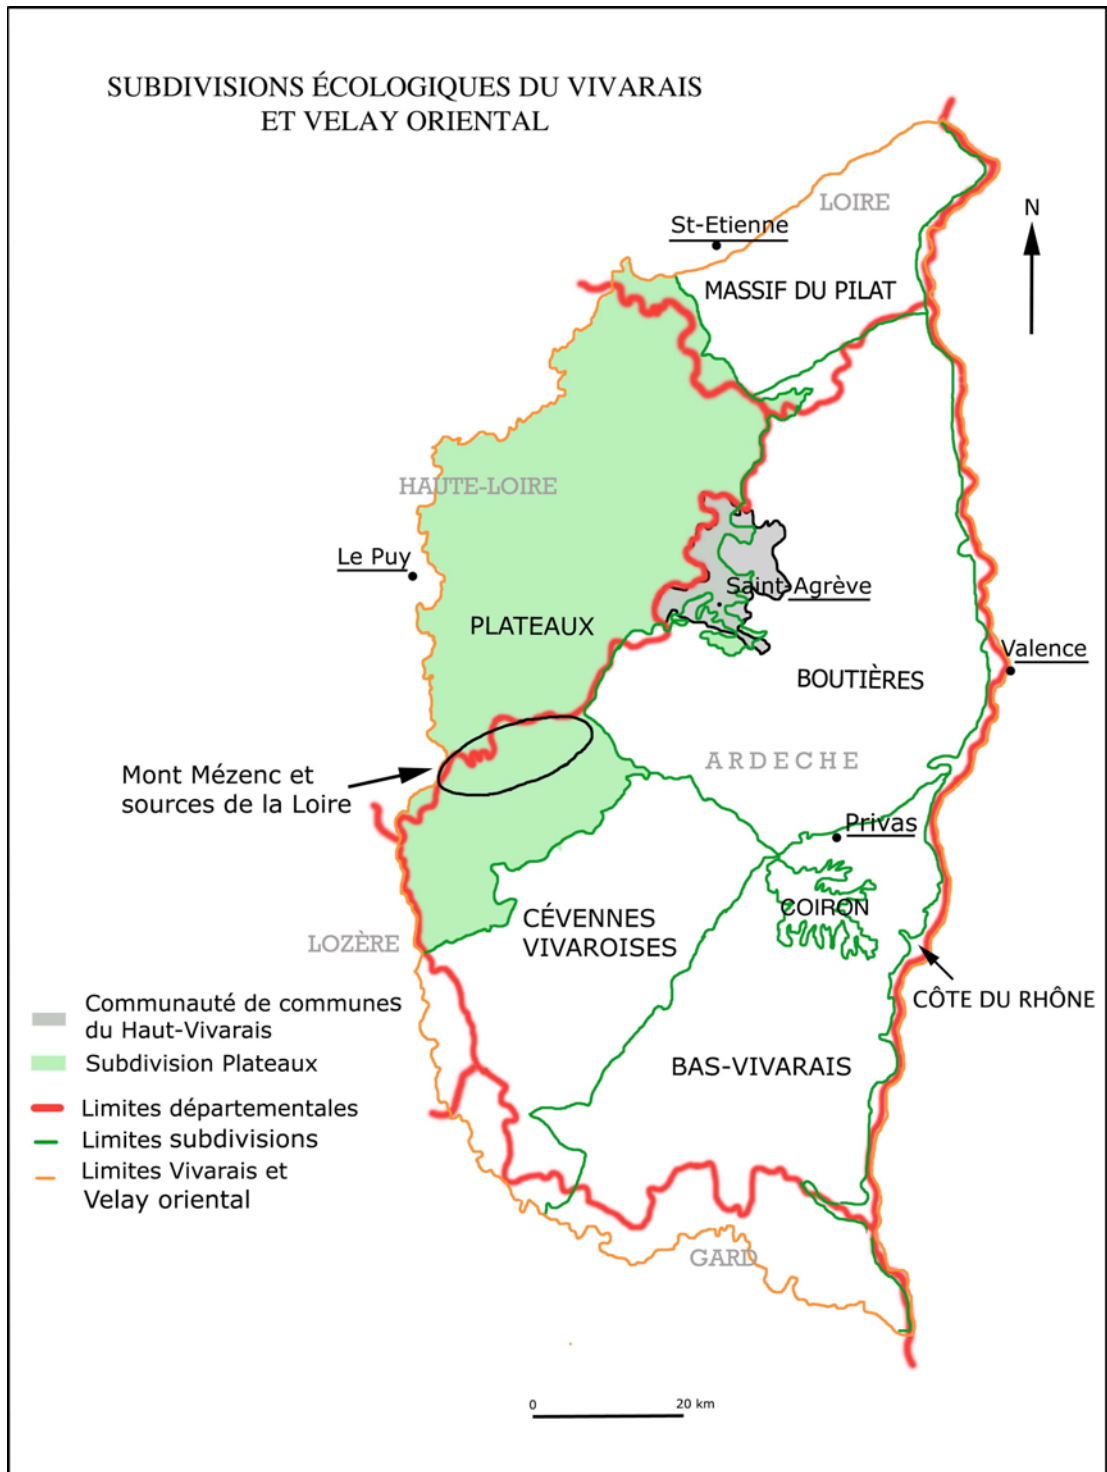 SUBDIVISIONS ÉCOLOGIQUES DU VIVARAIS
ET VELAY ORIENTAL
LOIRE
N
St-Etienne
MASSIF DU PILAT
HAUTE-LOIRE
Le Puy
Saint-Agrève
PLATEAUX
Valence
BOUTIÈRES
ARDECHE
Mont Mézenc et
sources de la Loire
Privas
COIRON
CÉVENNES
VIVAROISES
LOZÈRE
CÔTE DU RHÔNE
Communauté de communes
du Haut-Vivarais
Subdivision Plateaux
BAS-VIVARAIS
Limites départementales
Limites subdivisions
Limites Vivarais et
Velay oriental
GARD
0 20 km